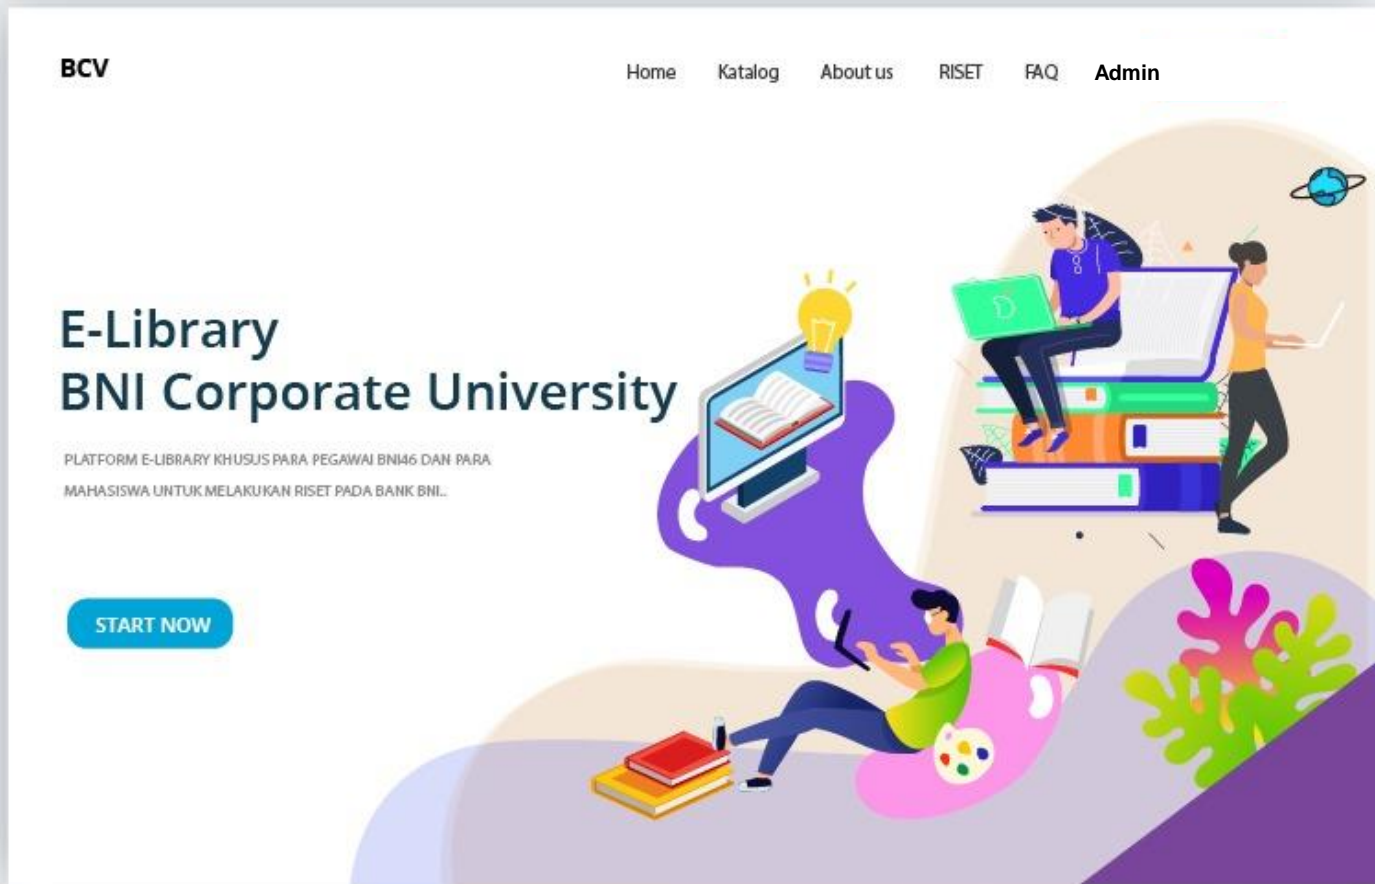 BCV
Home Katalog About us RISET FAQ Admin
E-Library
BNI Corporate University
PLATFORM E-LIBRARY KHUSUS PARA PEGAWAI BNI46 DAN PARA
MAHASISWA UNTUK MELAKUKAN RISET PADA BANK BNI..
START NOW